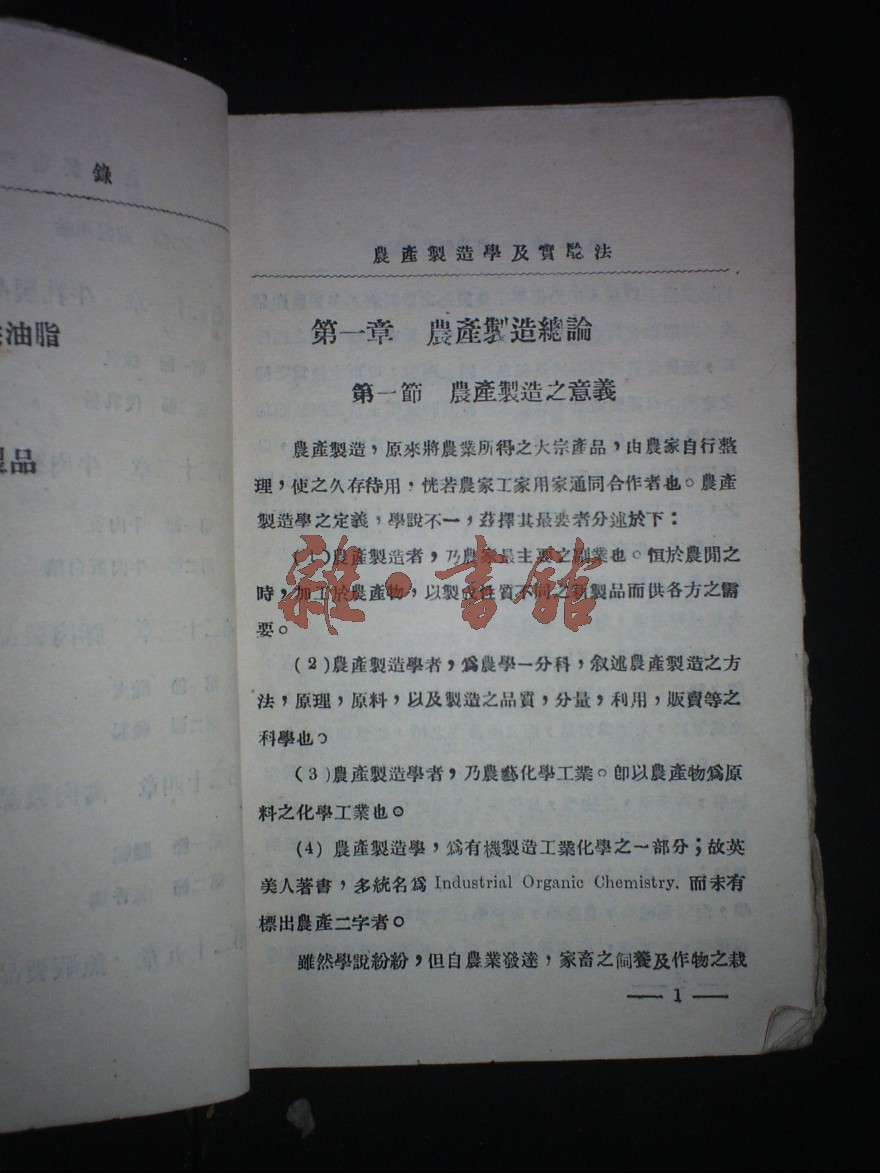 錄
油脂
製品
農產製造學及實驗法
第一章　農產製造總論
第一節　農產製造之意義
農產製造，原來將農業所得之大宗產品，由農家自行整
理，使之久存待用，恍若農家工家用家通同合作者也。農產
製造學之定義，學說不一，茲擇其最要者分述於下：
(1)農產製造者，乃農家最主要之副業也。恒於農閒之
時，加工於農產物，以製成性質不同之新製品而供各方之需
要。
(2)農產製造學者，爲農學一分科，敘述農產製造之方
法，原理，原料，以及製造之品質，分量，利用，販賣等之
科學也。
(3)農產製造學者，乃農藝化學工業。卽以農產物爲原
料之化學工業也。
(4) 農產製造學，爲有機製造工業化學之一部分；故英
美人著書，多統名爲 Industrial Organic Chemistry. 而未有
標出農產二字者。
雖然學說紛紛，但自農業發達，家畜之飼養及作物之栽
— 1 —
雜·書館